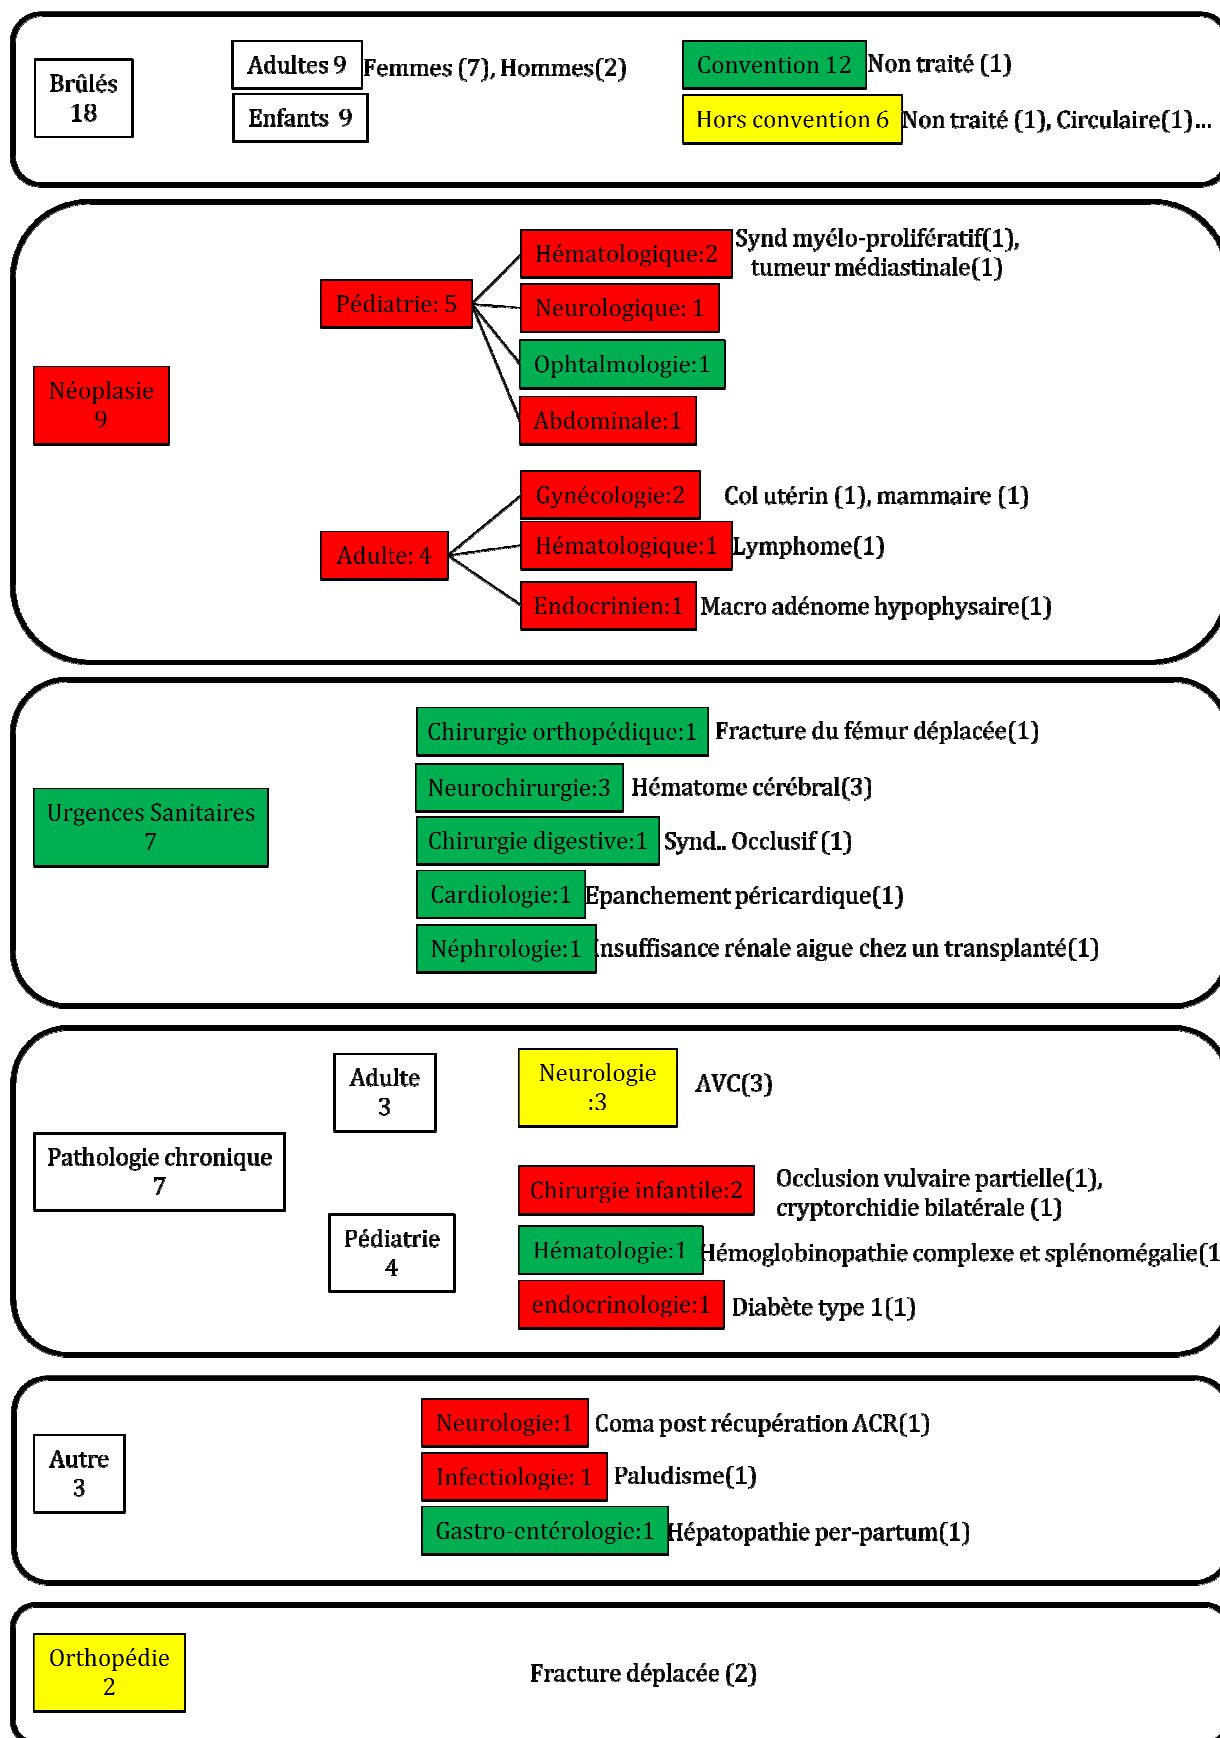 Brûlés
18
Adultes 9
Femmes (7), Hommes(2)
Enfants 9
Convention 12
Non traité (1)
Hors convention 6
Non traité (1), Circulaire(1)...
Néoplasie
9
Pédiatrie: 5
Hématologique:2
Synd myélo-prolifératif(1),
tumeur médiastinale(1)
Neurologique: 1
Ophtalmologie:1
Abdominale:1
Adulte: 4
Gynécologie:2
Col utérin (1), mammaire (1)
Hématologique:1
Lymphome(1)
Endocrinien:1
Macro adénome hypophysaire(1)
Urgences Sanitaires
7
Chirurgie orthopédique:1
Fracture du fémur déplacée(1)
Neurochirurgie:3
Hématome cérébral(3)
Chirurgie digestive:1
Synd.. Occlusif (1)
Cardiologie:1
Epanchement péricardique(1)
Néphrologie:1
Insuffisance rénale aigue chez un transplanté(1)
Pathologie chronique
7
Adulte
3
Neurologie
:3
AVC(3)
Pédiatrie
4
Chirurgie infantile:2
Occlusion vulvaire partielle(1),
cryptorchidie bilatérale (1)
Hématologie:1
Hémoglobinopathie complexe et splénomégalie(1
endocrinologie:1
Diabète type 1(1)
Autre
3
Neurologie:1
Coma post récupération ACR(1)
Infectiologie: 1
Paludisme(1)
Gastro-entérologie:1
Hépatopathie per-partum(1)
Orthopédie
2
Fracture déplacée (2)